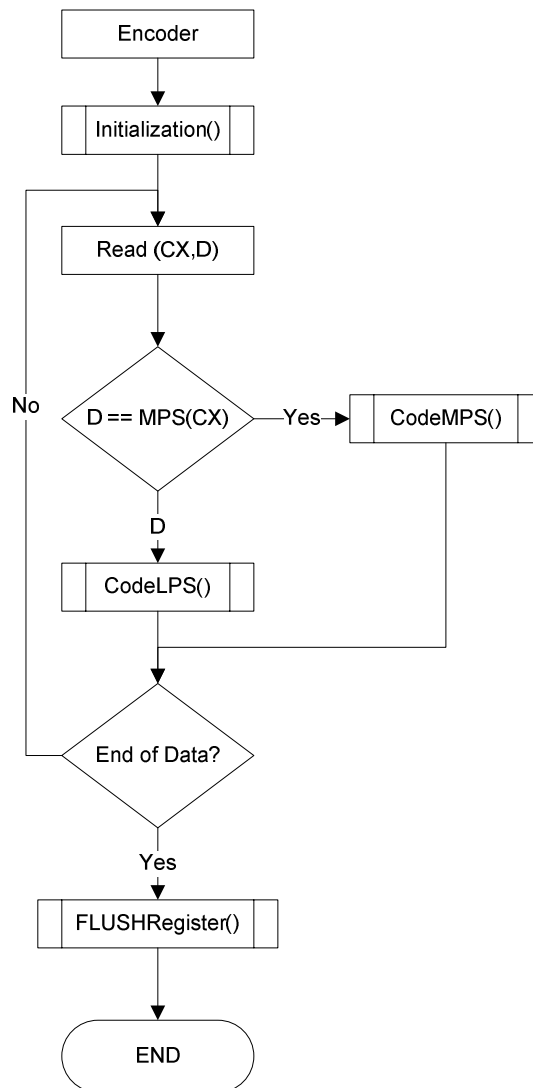 Encoder
Initialization()
Read (CX,D)
No
D == MPS(CX)
Yes
CodeMPS()
D
CodeLPS()
End of Data?
Yes
FLUSHRegister()
END